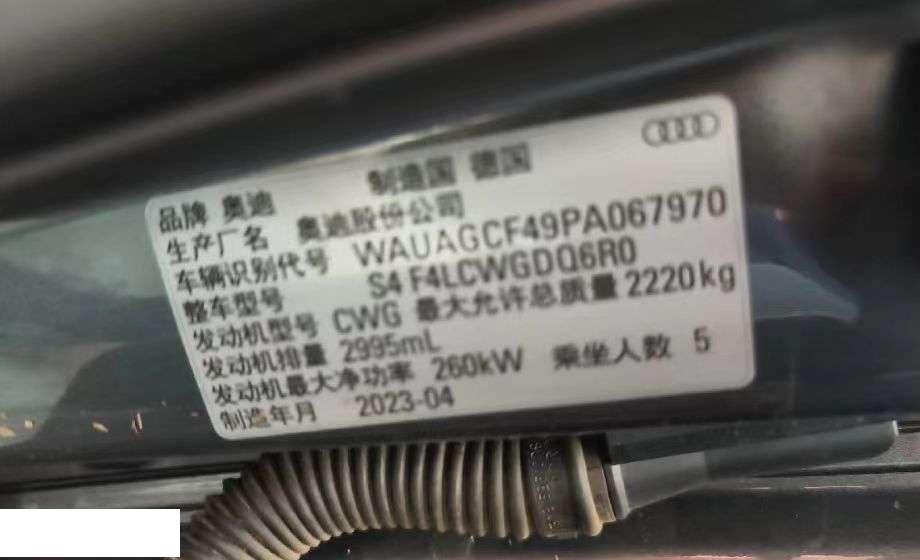 品牌 奥迪 制造国 德国
生产厂名 奥迪股份公司
车辆识别代号 WAUAGCF49PA067970
整车型号 S4 F4LCWGDQ6R0
发动机型号 CWG 最大允许总质量 2220kg
发动机排量 2995mL
发动机最大净功率 260kW 乘坐人数 5
制造年月 2023-04